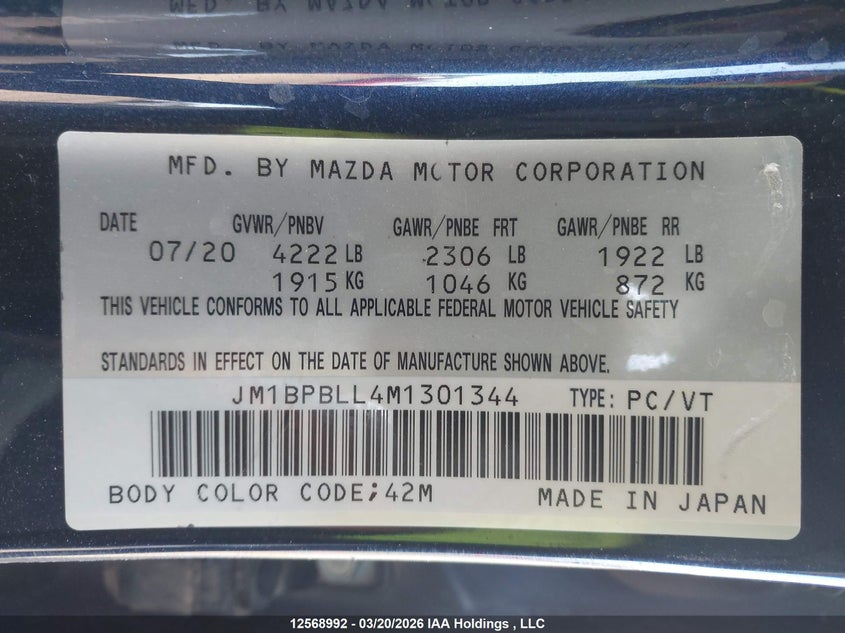 MFD. BY MAZDA MOTOR CORPORATION
DATE GVWR/PNBV GAWR/PNBE FRT GAWR/PNBE RR
07/20 4222 LB 2306 LB 1922 LB
1915 KG 1046 KG 872 KG
THIS VEHICLE CONFORMS TO ALL APPLICABLE FEDERAL MOTOR VEHICLE SAFETY
STANDARDS IN EFFECT ON THE DATE OF MANUFACTURE SHOWN ABOVE.
JM1BPBLL4M1301344 TYPE: PC/VT
BODY COLOR CODE;42M MADE IN JAPAN
12568992 - 03/20/2026 IAA Holdings , LLC